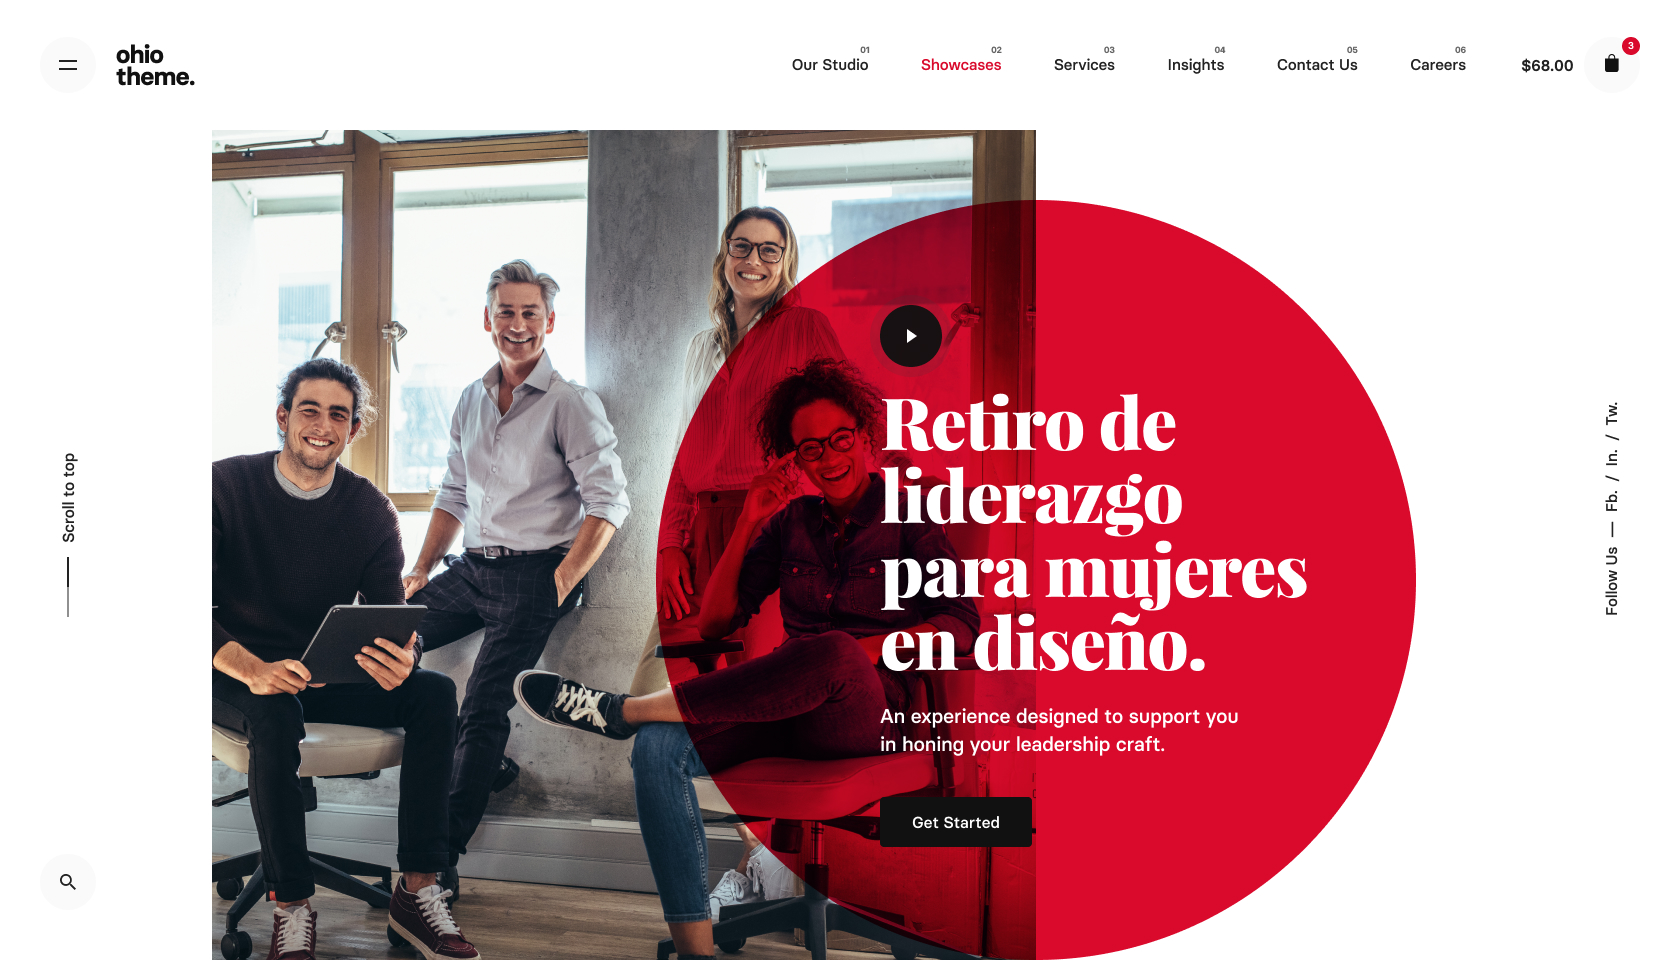 ohio
theme.
01
Our Studio
02
Showcases
03
Services
04
Insights
05
Contact Us
06
Careers
$68.00
3
Scroll to top
Retiro de
liderazgo
para mujeres
en diseño.
An experience designed to support you
in honing your leadership craft.
Get Started
Follow Us — Fb. / In. / Tw.